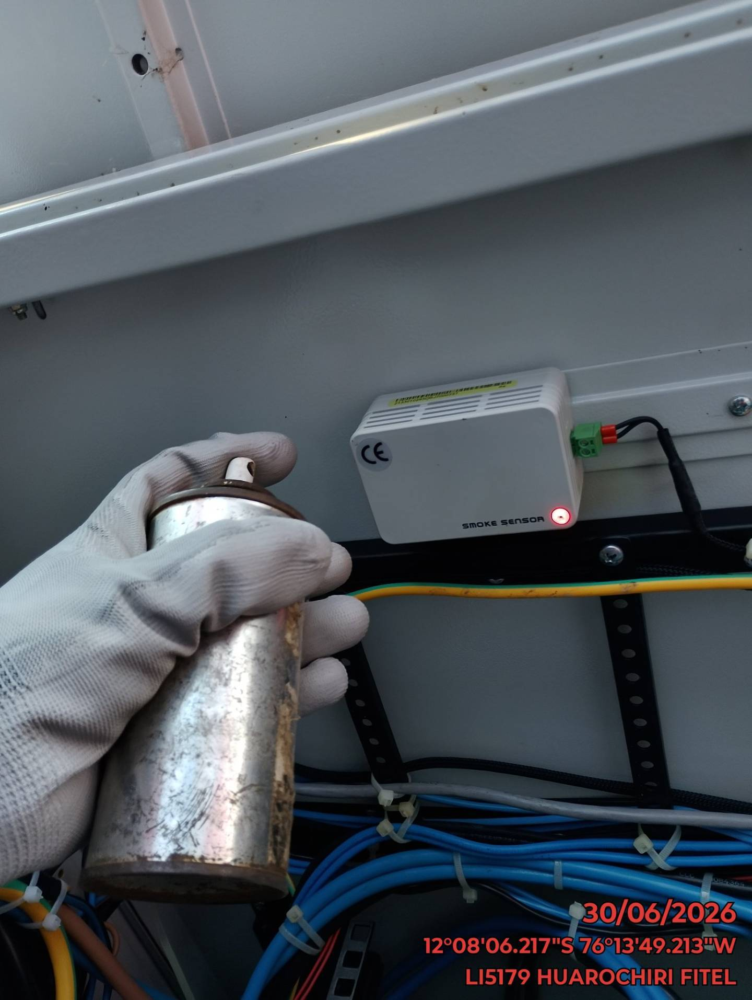 CE
SMOKE SENSOR
30/06/2026
12°08'06.217"S 76°13'49.213"W
LI5179 HUAROCHIRI FITEL